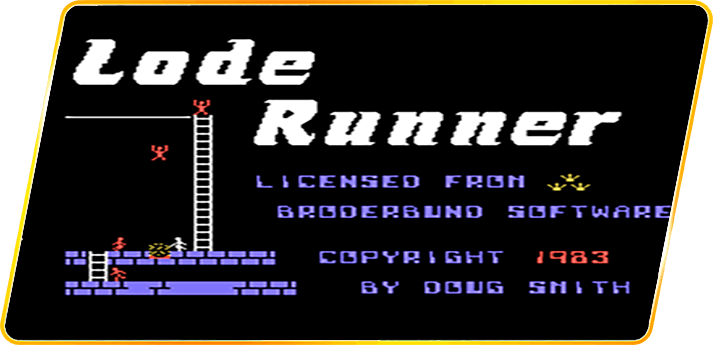 Lode
Runner
LICENSED FROM
BRODERBUND SOFTWARE
COPYRIGHT 1983
BY DOUG SMITH